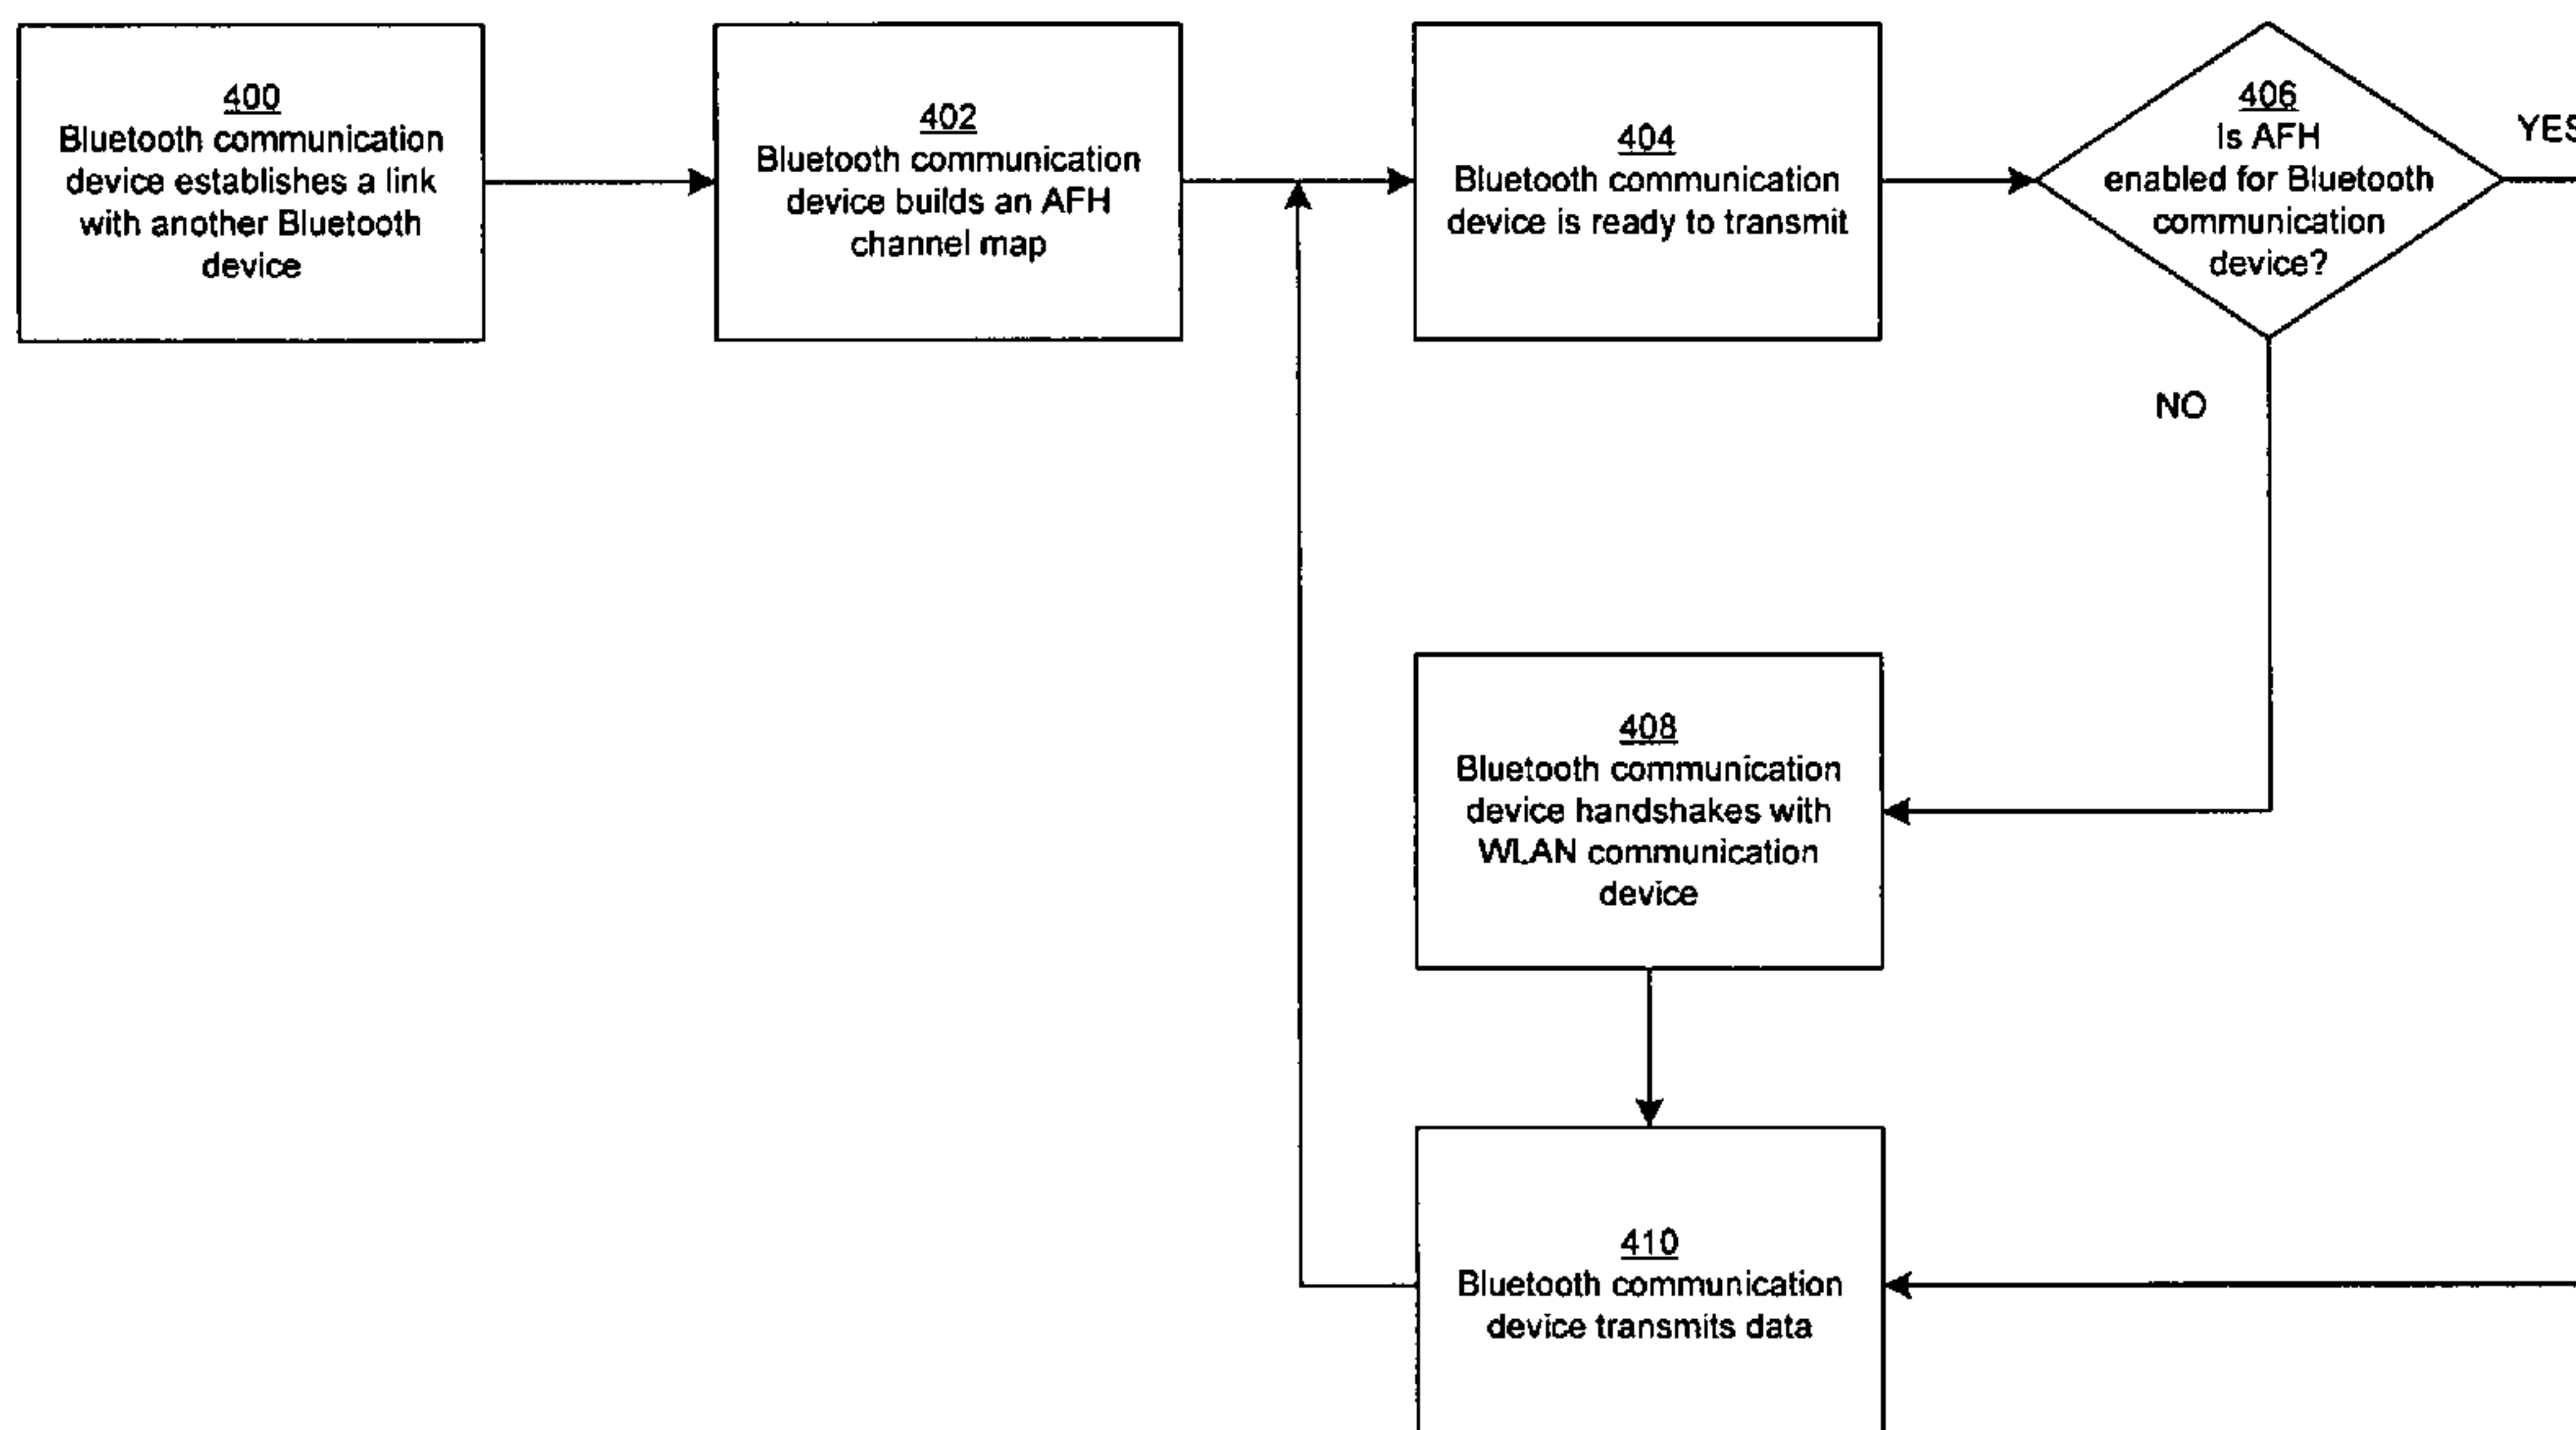 400
Bluetooth communication
device establishes a link
with another Bluetooth
device
402
Bluetooth communication
device builds an AFH
channel map
404
Bluetooth communication
device is ready to transmit
406
Is AFH
enabled for Bluetooth
communication
device?
YES
NO
408
Bluetooth communication
device handshakes with
WLAN communication
device
410
Bluetooth communication
device transmits data